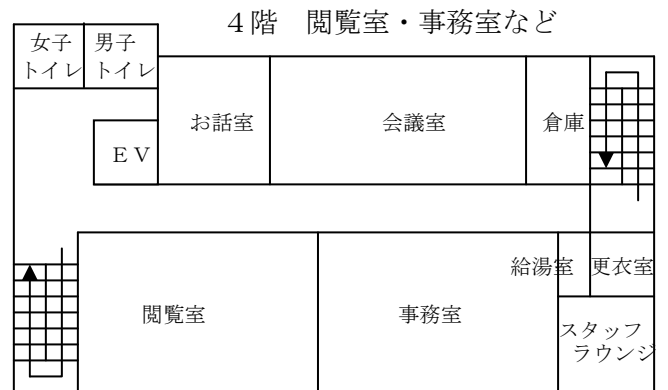 ４階　閲覧室・事務室など
女子
トイレ
男子
トイレ
お話室
会議室
倉庫
ＥＶ
給湯室
更衣室
閲覧室
事務室
スタッフ
ラウンジ